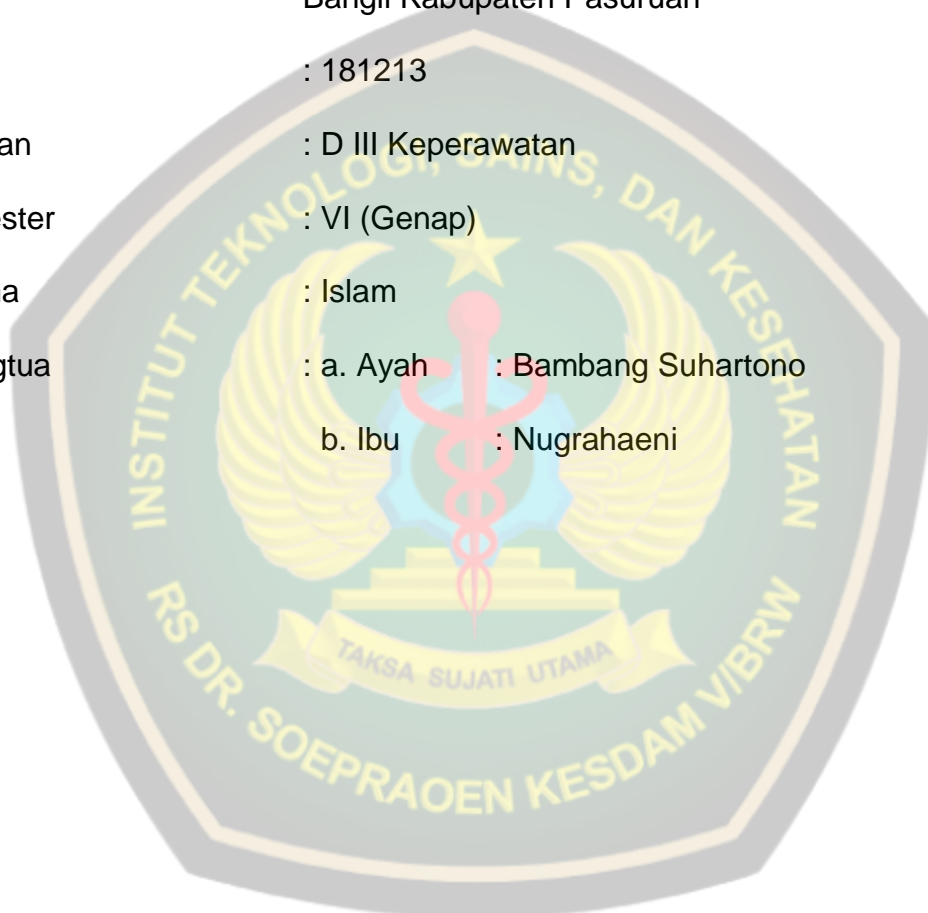 Bangil Kabupaten Pasuruan
: 181213
an : D III Keperawatan
ester : VI (Genap)
a : Islam
gtua : a. Ayah : Bambang Suhartono
b. Ibu : Nugrahaeni
INSTITUT TEKNOLOGI, SAINS, DAN KESEHATAN
TAKSA SUJATI UTAMA
RS DR. SOEPRAOEN KESDAM V/BRW